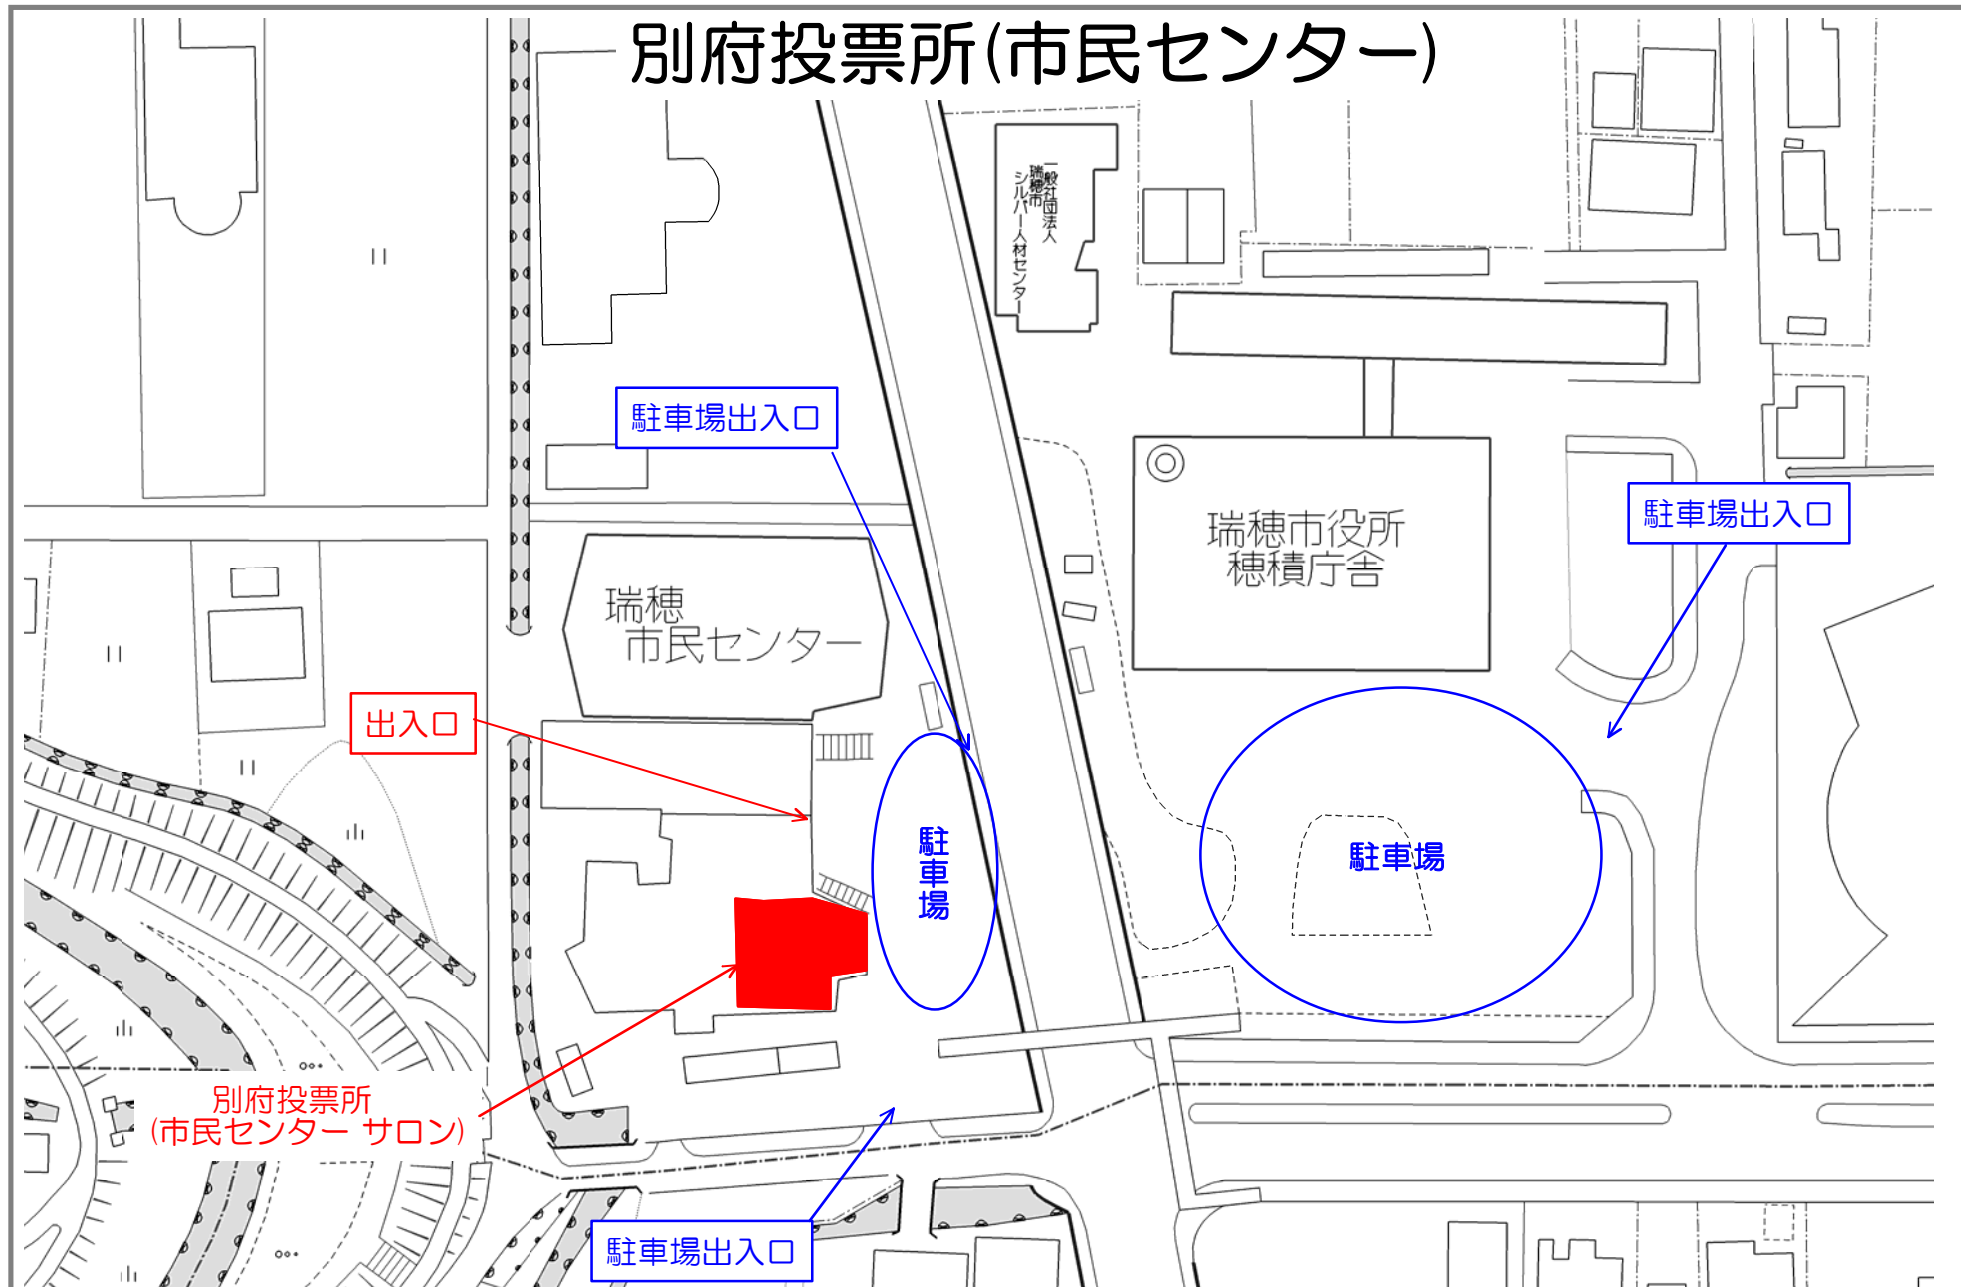 別府投票所(市民センター)
一般社団法人
瑞穂市
シルバー人材センター
駐車場出入口
駐車場出入口
瑞穂市役所
穂積庁舎
瑞穂
市民センター
出入口
駐車場
駐車場
別府投票所
(市民センター サロン)
駐車場出入口